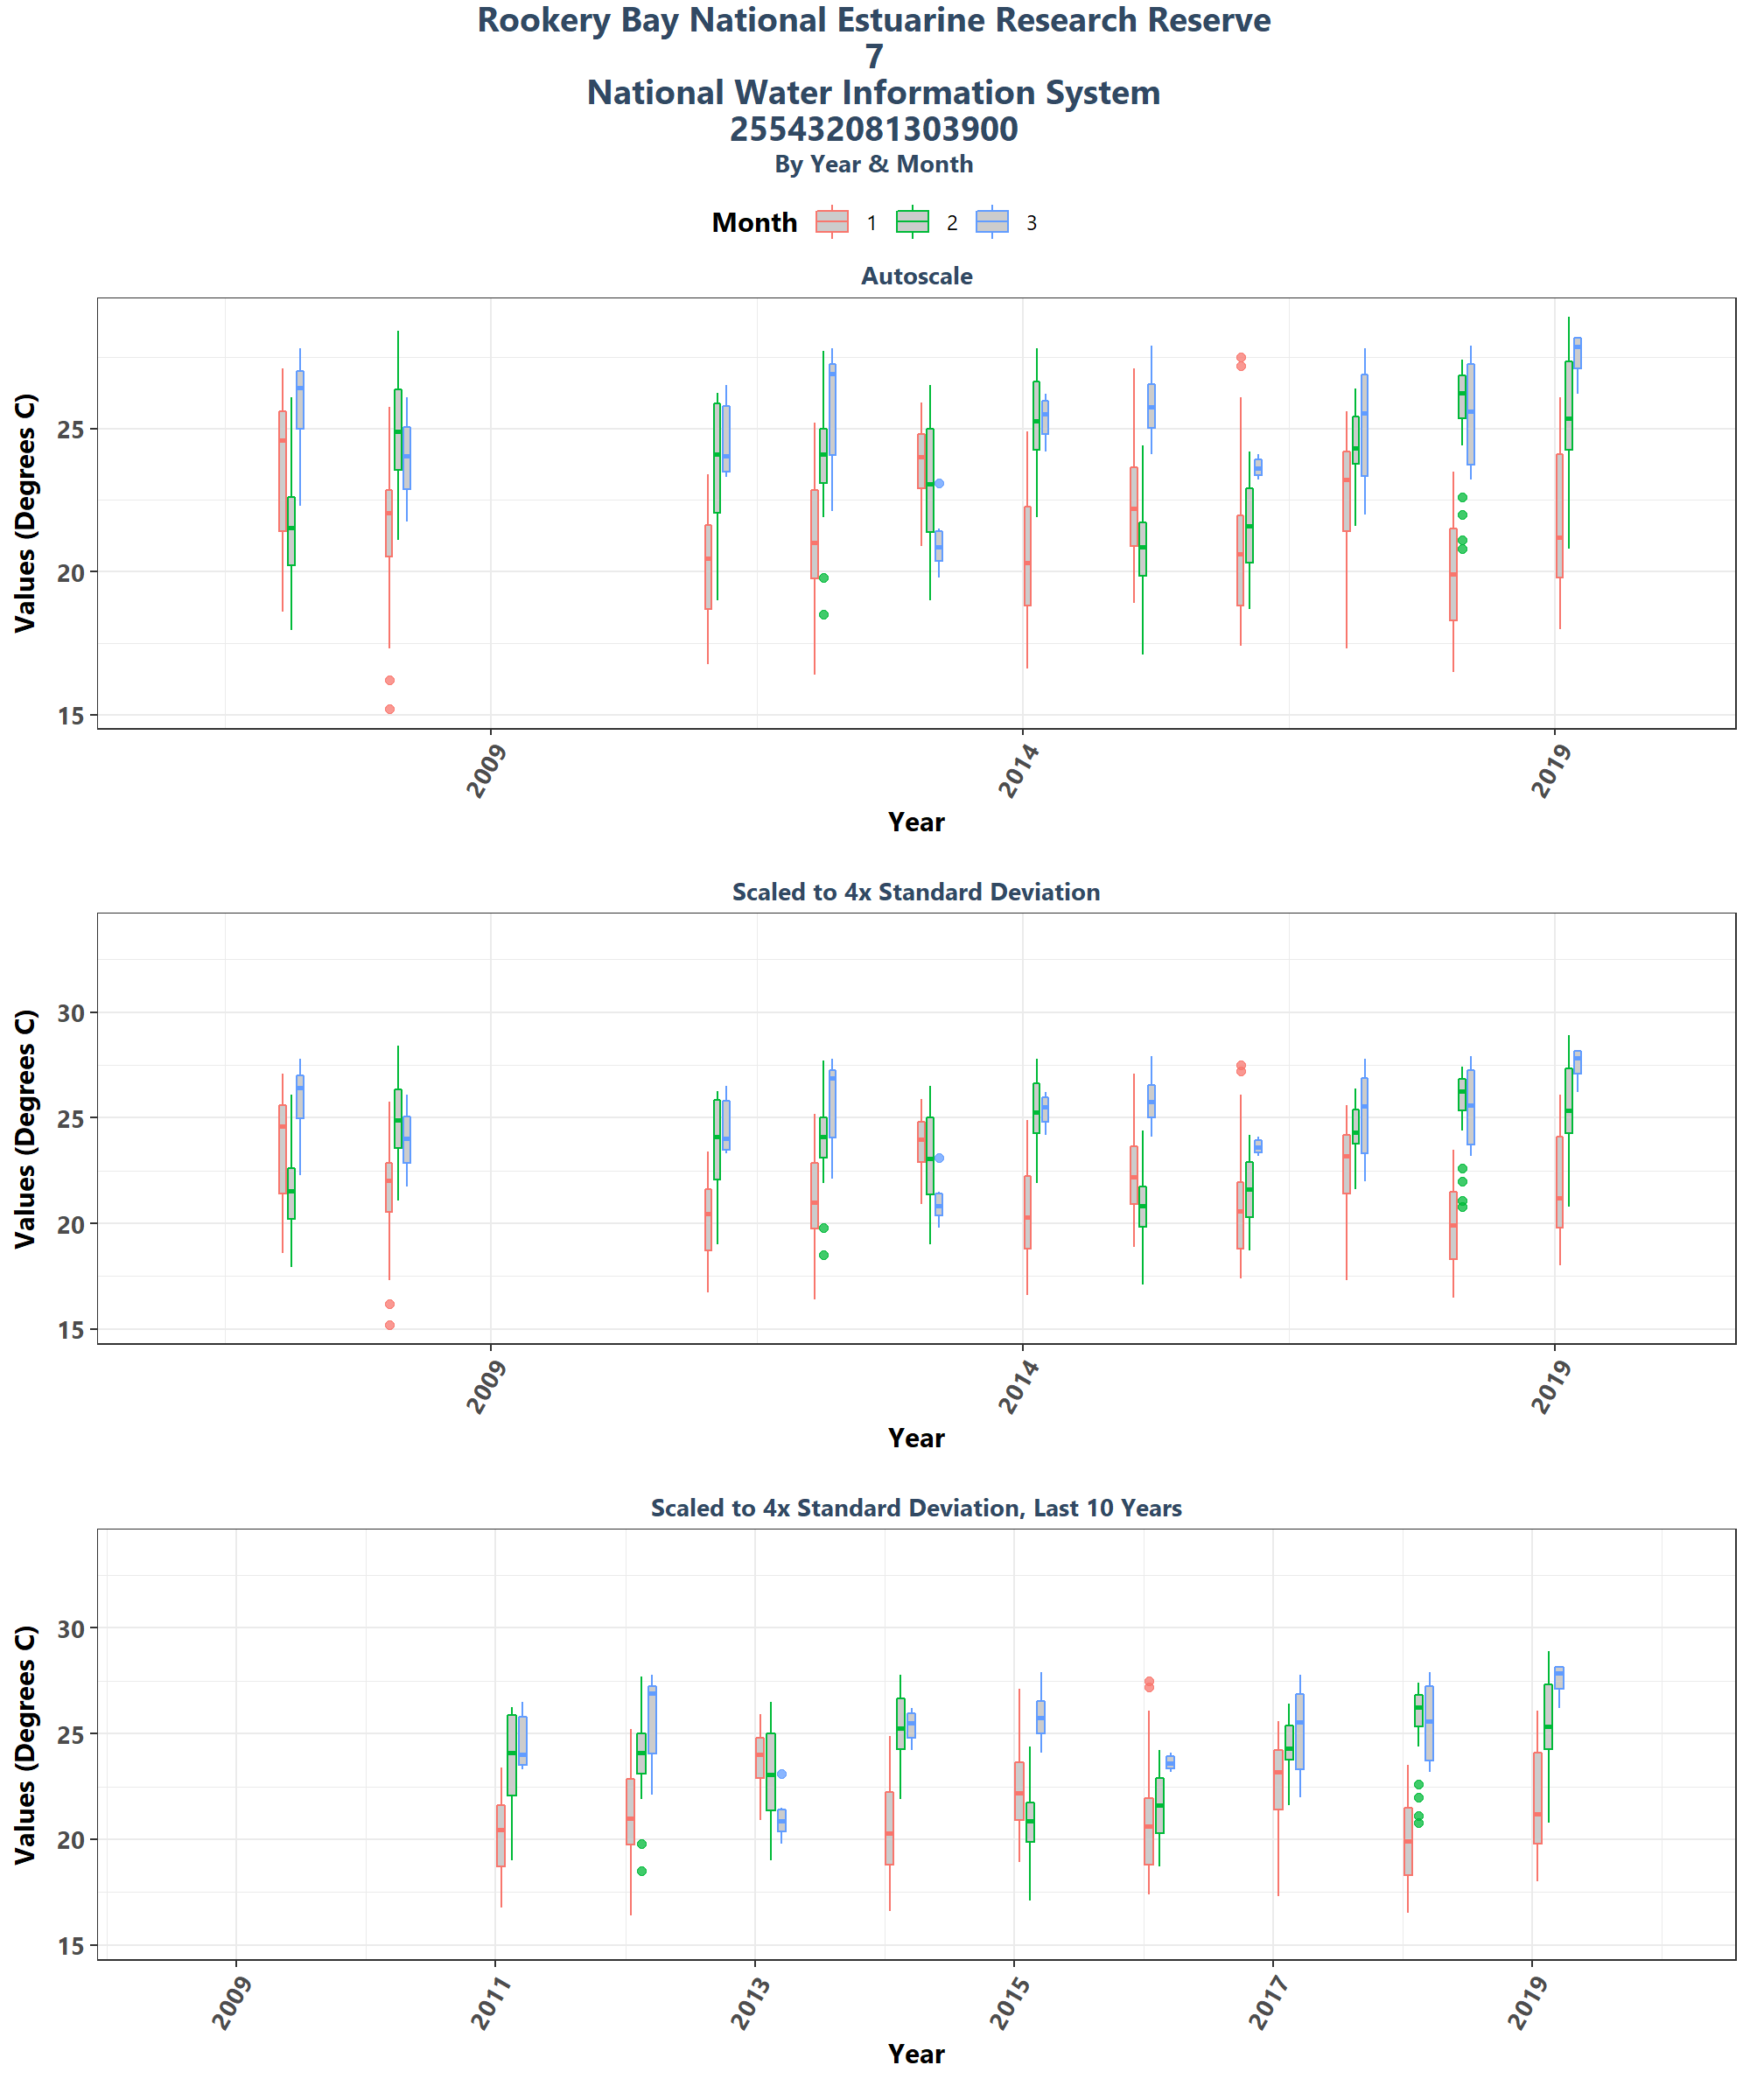 Rookery Bay National Estuarine Research Reserve
7
National Water Information System
255432081303900
By Year & Month
Month 1 2 3
Autoscale
Values (Degrees C)
25
20
15
2009 2014 2019
Year
Scaled to 4x Standard Deviation
Values (Degrees C)
30
25
20
15
2009 2014 2019
Year
Scaled to 4x Standard Deviation, Last 10 Years
Values (Degrees C)
30
25
20
15
2009 2011 2013 2015 2017 2019
Year